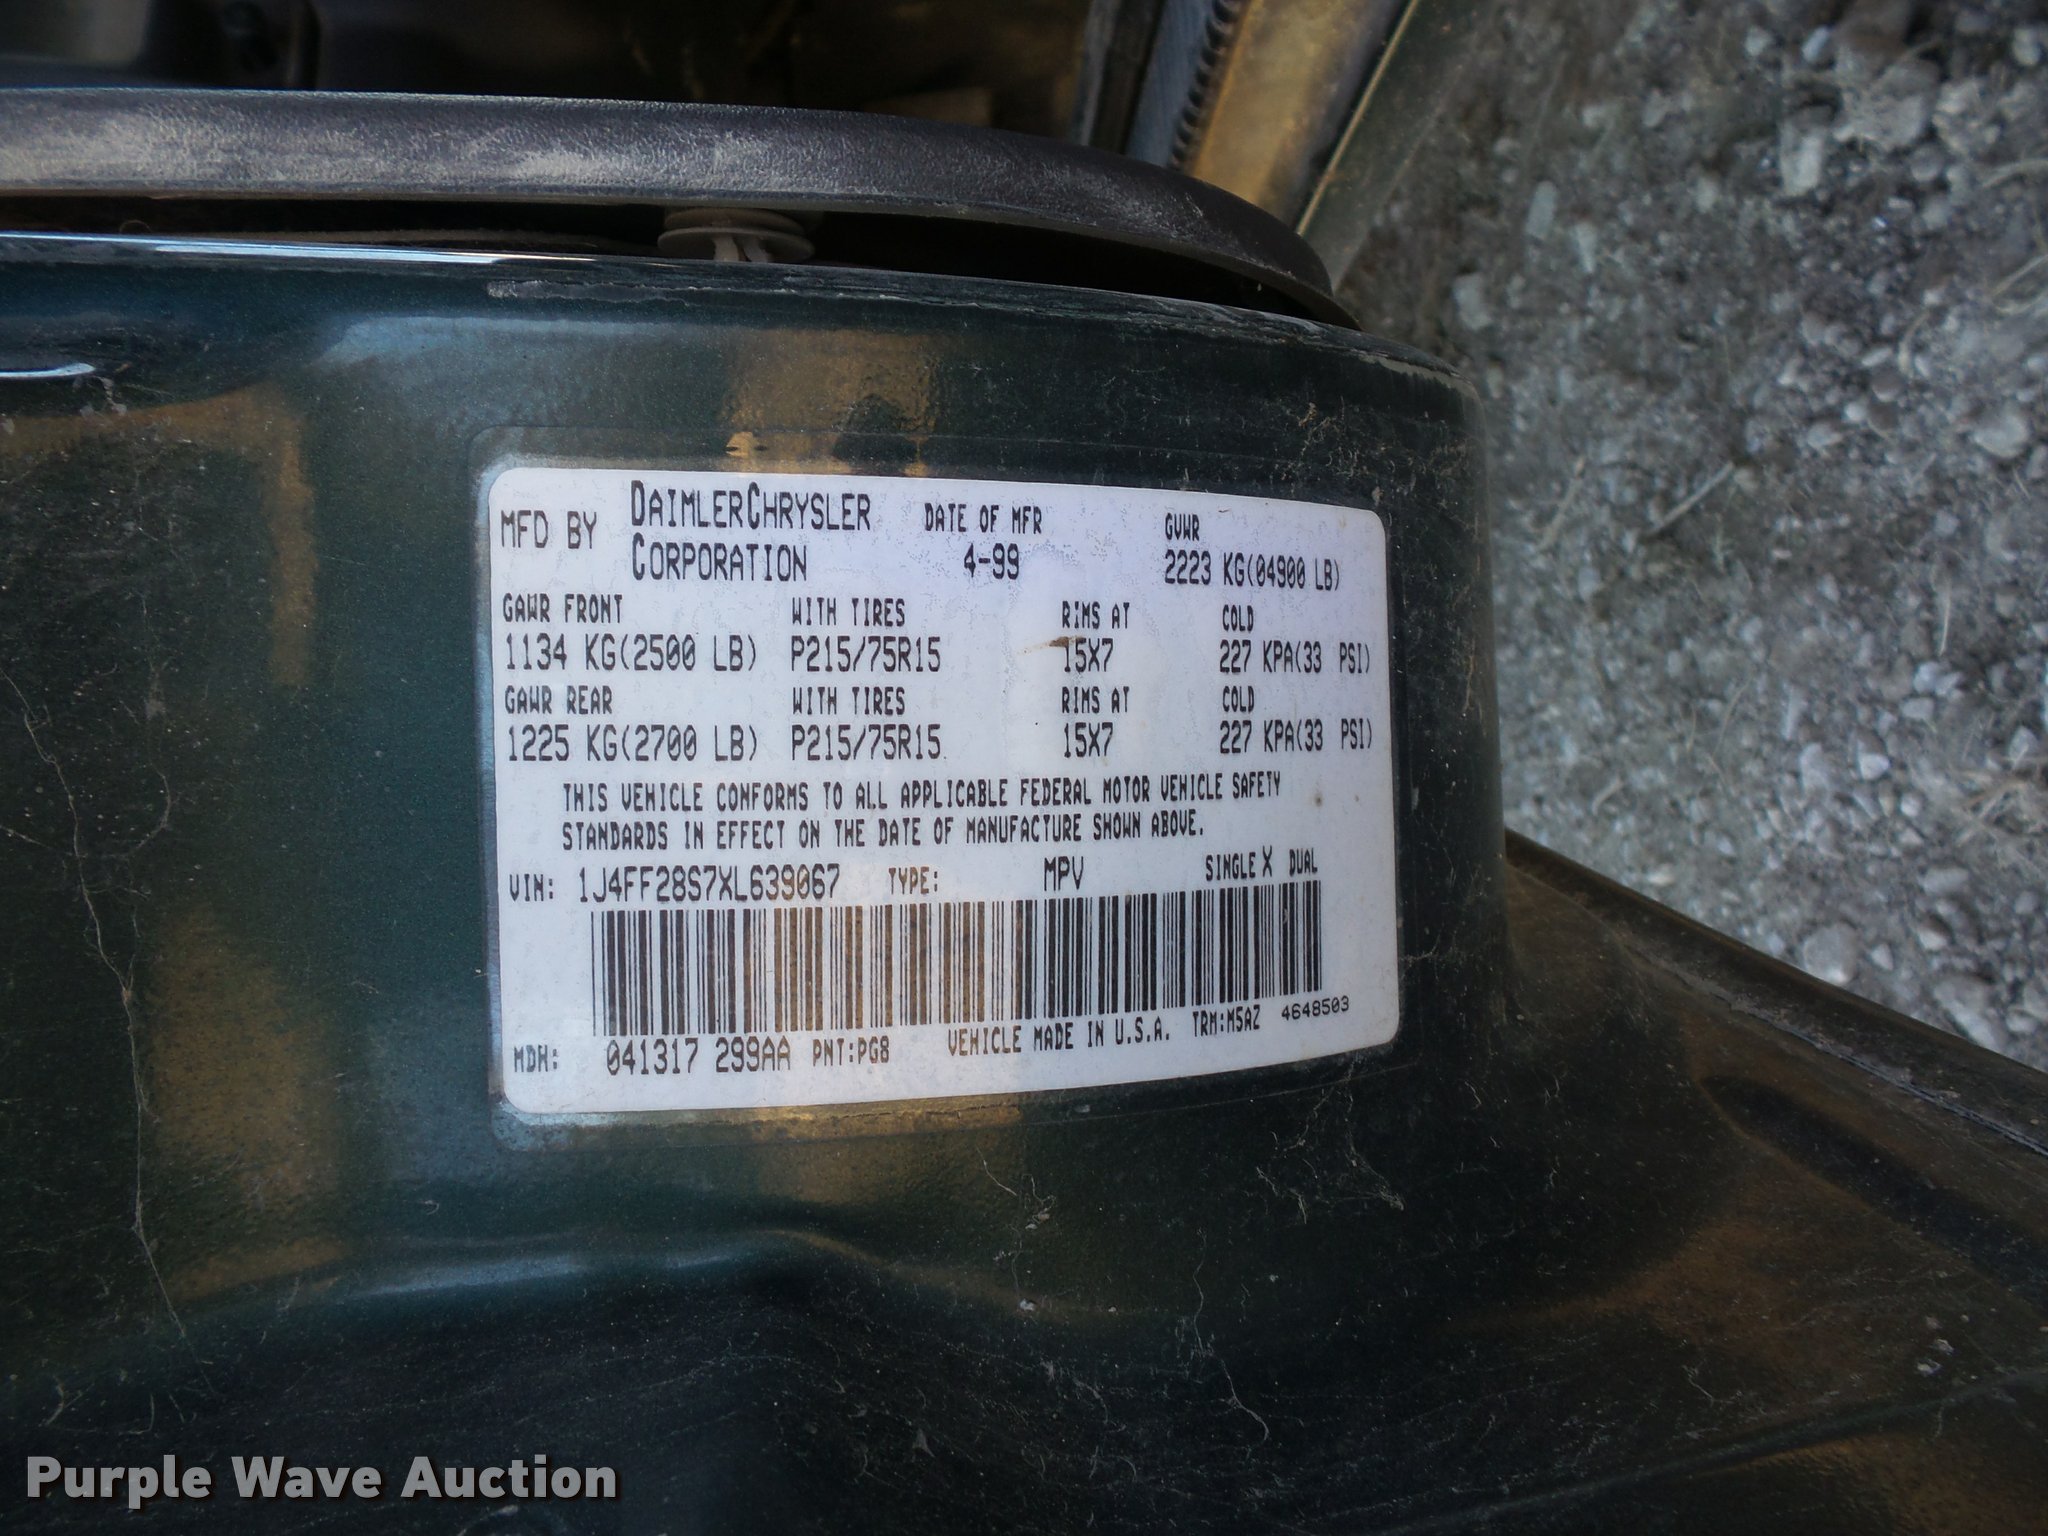 MFD BY DAIMLERCHRYSLER CORPORATION DATE OF MFR 4-99 GVWR 2223 KG(04900 LB)
GAWR FRONT WITH TIRES RIMS AT COLD
1134 KG(2500 LB) P215/75R15 15X7 227 KPA(33 PSI)
GAWR REAR WITH TIRES RIMS AT COLD
1225 KG(2700 LB) P215/75R15 15X7 227 KPA(33 PSI)
THIS VEHICLE CONFORMS TO ALL APPLICABLE FEDERAL MOTOR VEHICLE SAFETY
STANDARDS IN EFFECT ON THE DATE OF MANUFACTURE SHOWN ABOVE.
VIN: 1J4FF28S7XL639067 TYPE: MPV SINGLE X DUAL
MDH: 041317 299AA PNT:PG8 VEHICLE MADE IN U.S.A. TRM:M5AZ 4648503
Purple Wave Auction